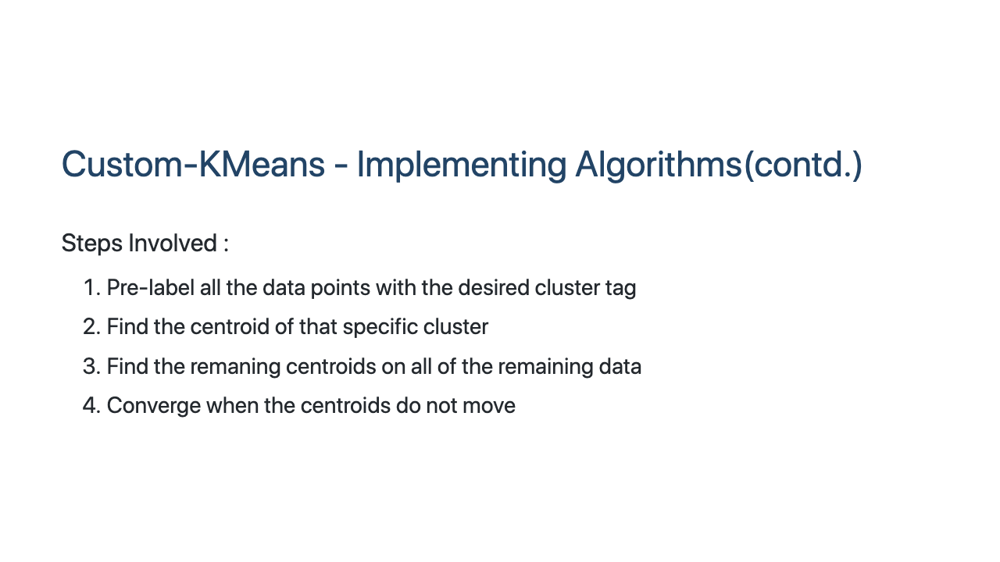 Custom-KMeans - Implementing Algorithms(contd.)
Steps Involved :
1. Pre-label all the data points with the desired cluster tag
2. Find the centroid of that specific cluster
3. Find the remaning centroids on all of the remaining data
4. Converge when the centroids do not move